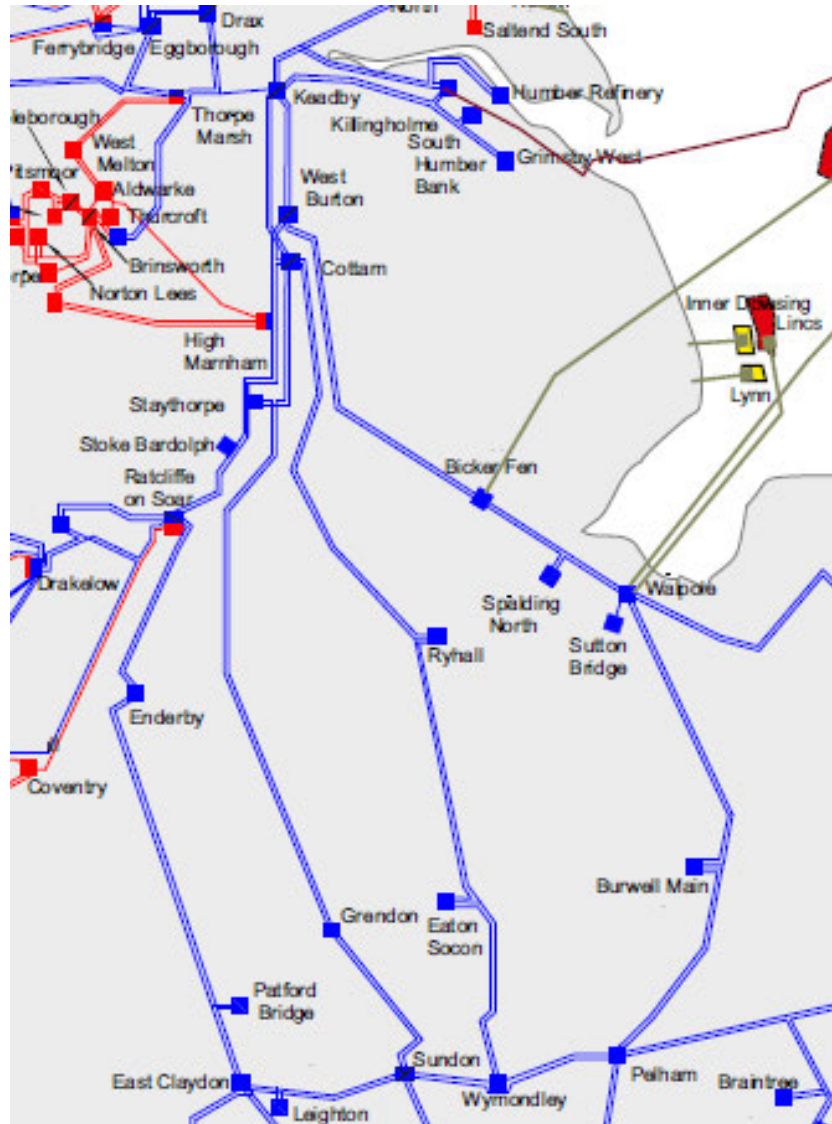 North
Drax
Saltend South
Ferrybridge
Eggborough
Keadby
Humber Refinery
Thorpe
Marsh
Killingholme
South
Humber
Bank
Grimsby West
West
Melton
Aldwarke
Thurcroft
West
Burton
Brinsworth
Norton Lees
Cottam
High
Marnham
Inner Dowsing
Lincs
Lynn
Staythorpe
Stoke Bardolph
Ratcliffe
on Soar
Bicker Fen
Drakelow
Walpole
Spalding
North
Sutton
Bridge
Ryhall
Enderby
Coventry
Burwell Main
Grendon
Eaton
Socon
Patford
Bridge
East Claydon
Sundon
Wymondley
Pelham
Braintree
Leighton